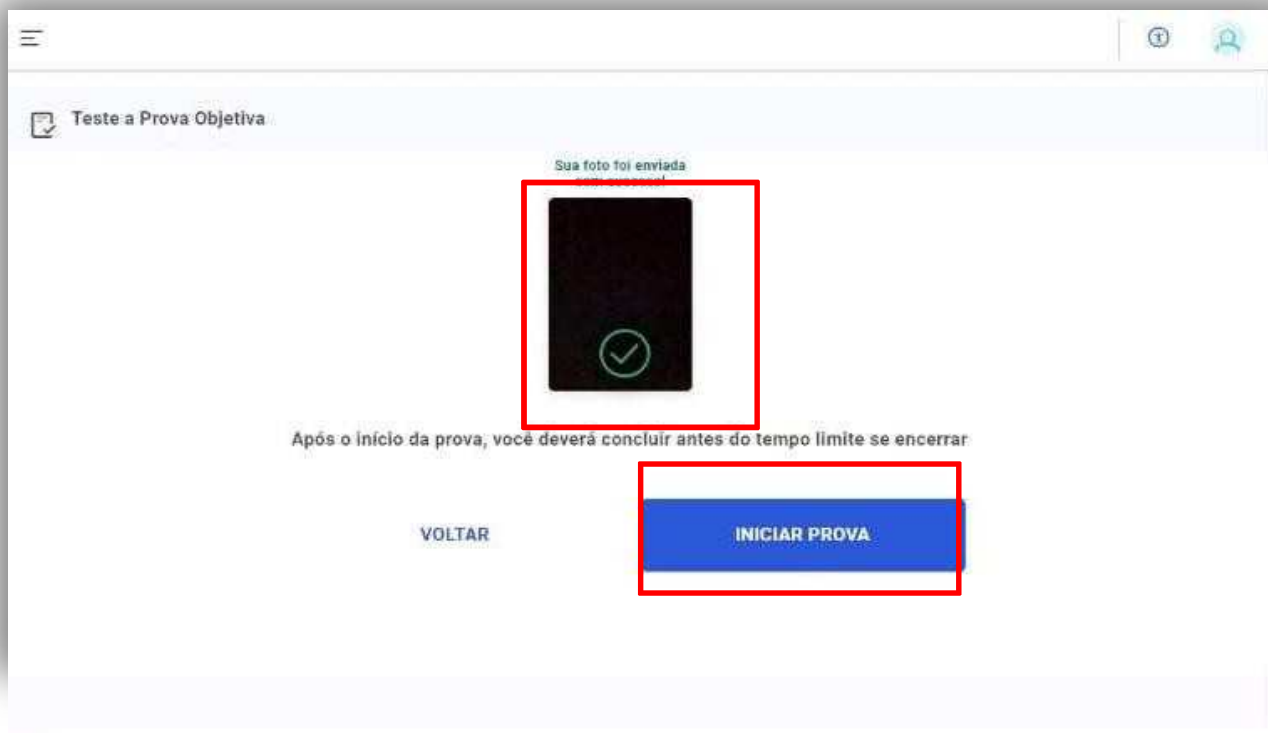 Teste a Prova Objetiva
Sua foto foi enviada
Após o início da prova, você deverá concluir antes do tempo limite se encerrar
VOLTAR
INICIAR PROVA